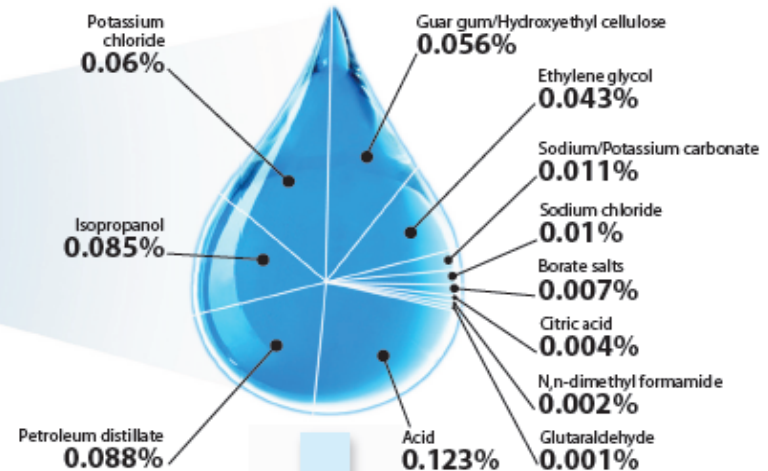 Potassium
chloride
0.06%
Guar gum/Hydroxyethyl cellulose
0.056%
Ethylene glycol
0.043%
Sodium/Potassium carbonate
0.011%
Sodium chloride
0.01%
Isopropanol
0.085%
Borate salts
0.007%
Citric acid
0.004%
N,n-dimethyl formamide
0.002%
Petroleum distillate
0.088%
Acid
0.123%
Glutaraldehyde
0.001%